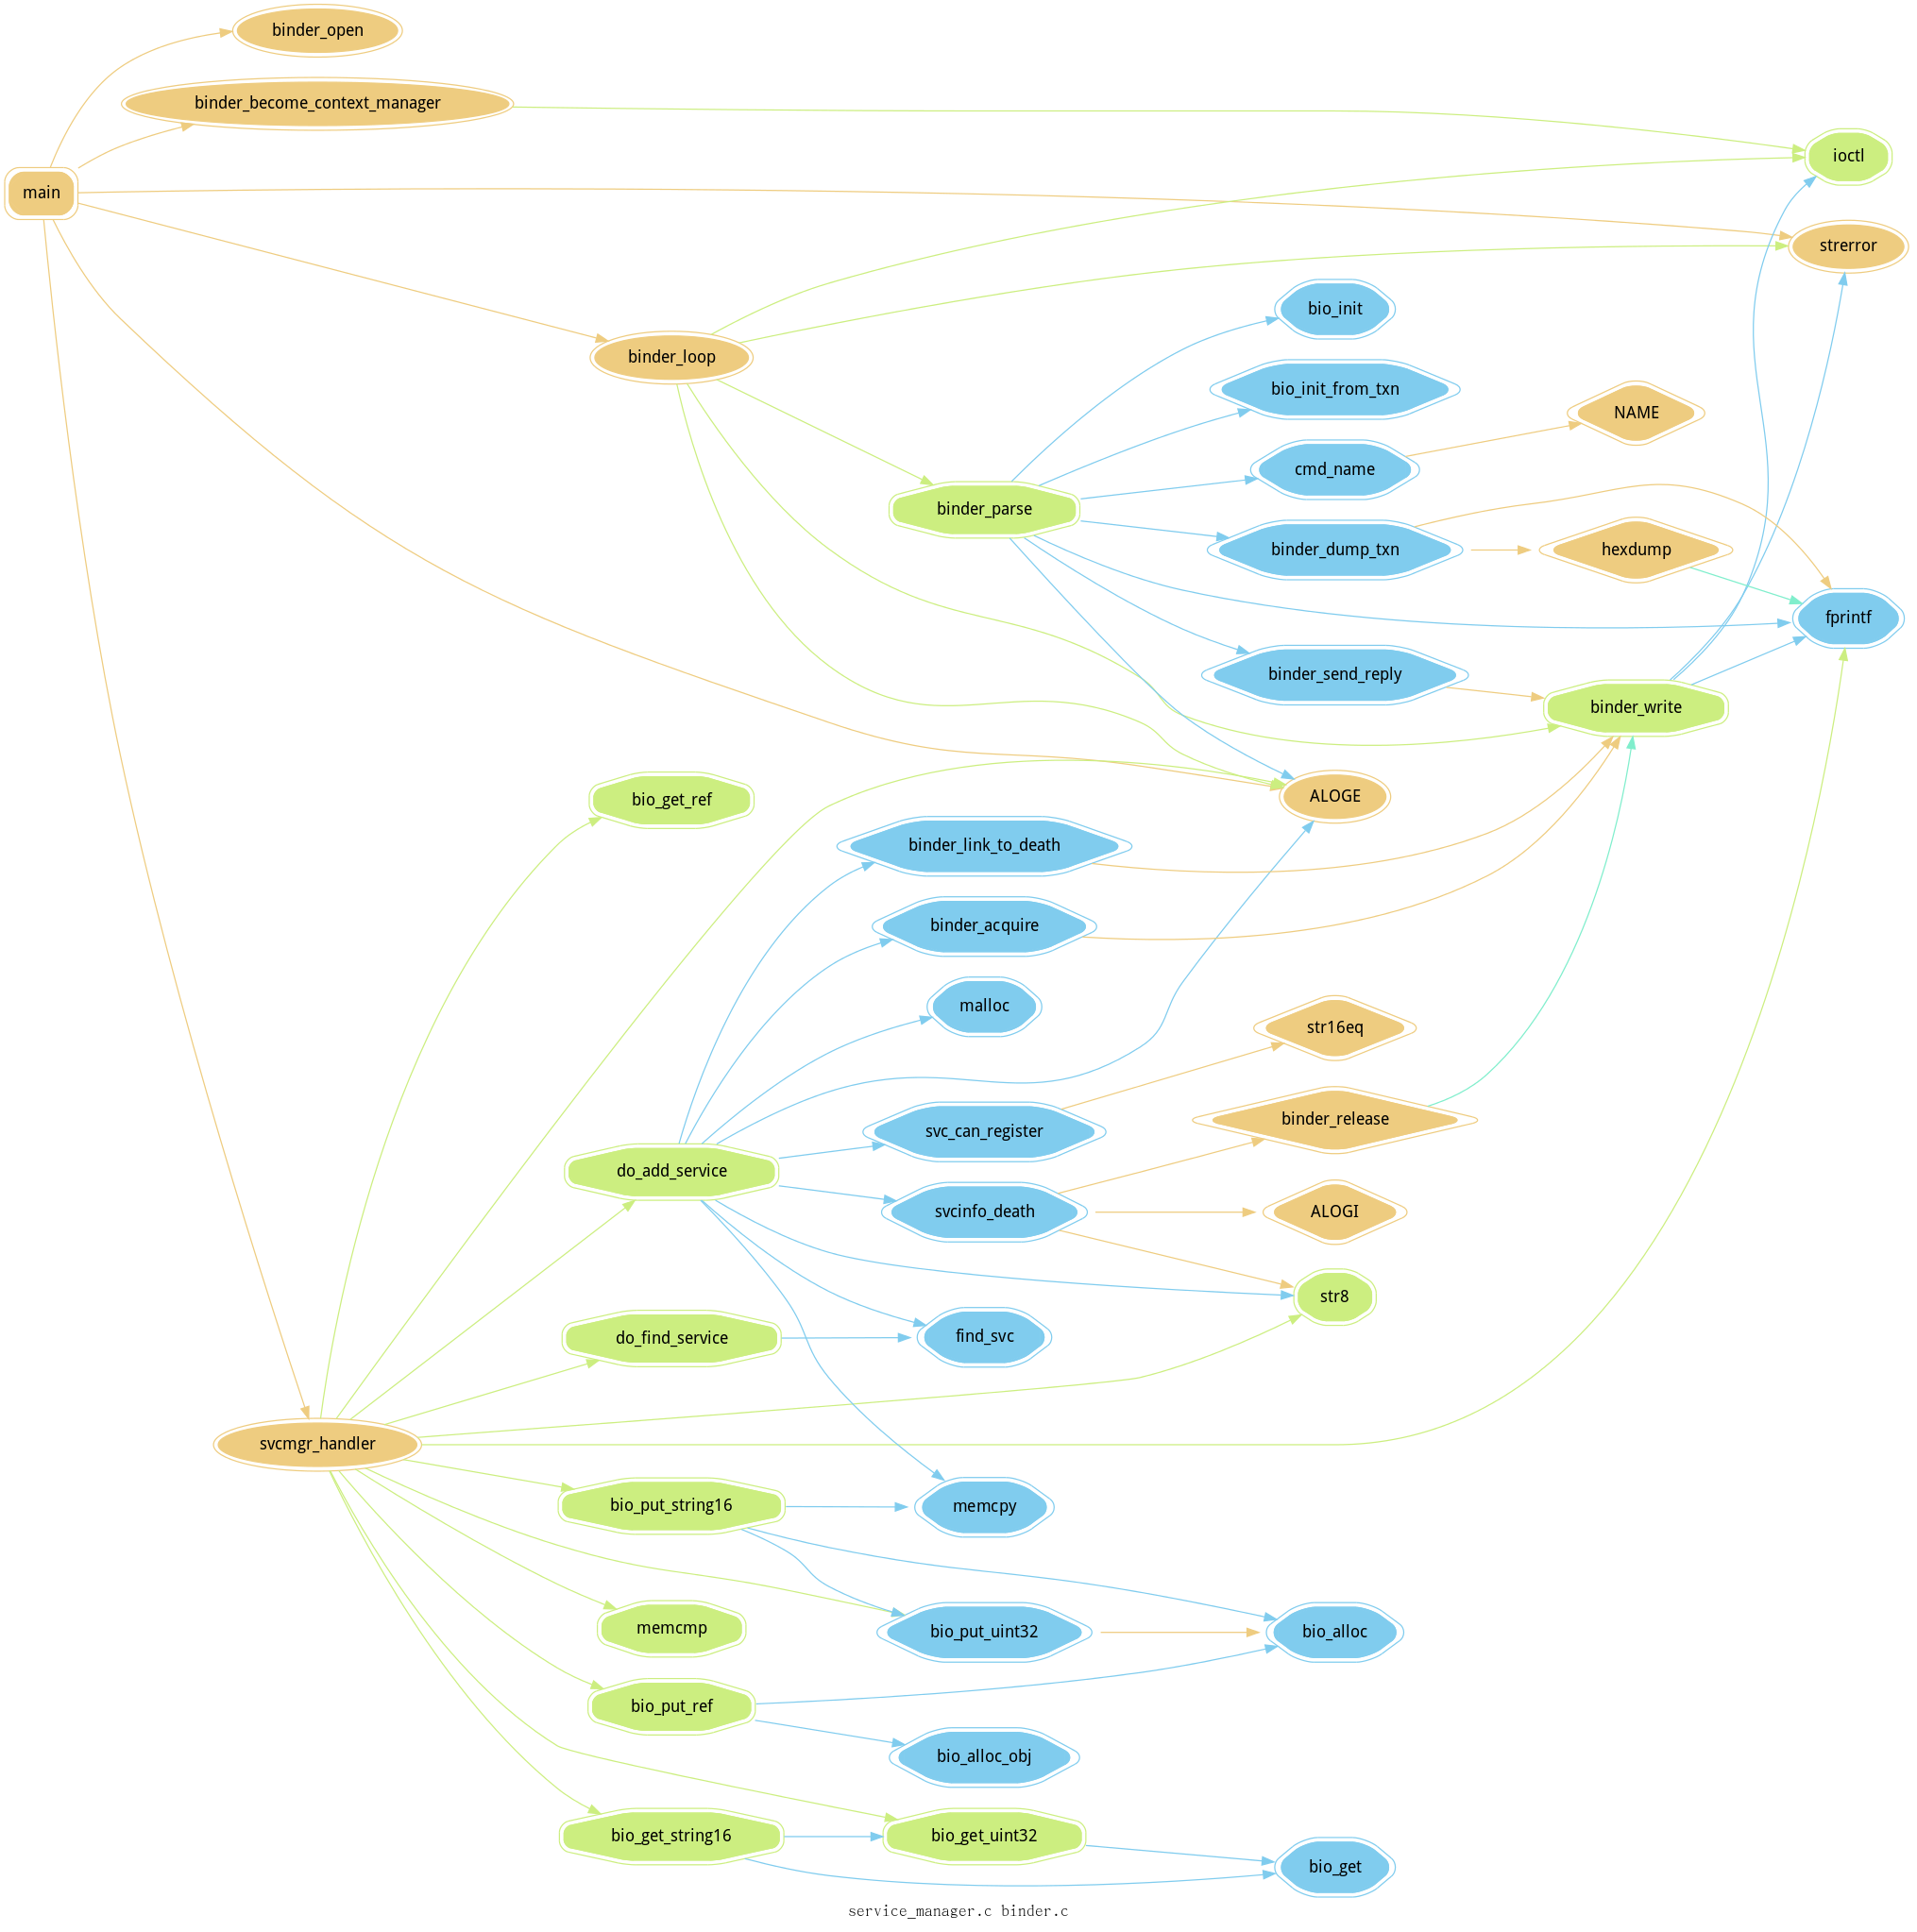 binder_open
binder_become_context_manager
ioctl
main
strerror
bio_init
binder_loop
bio_init_from_txn
NAME
cmd_name
binder_parse
binder_dump_txn
hexdump
fprintf
binder_send_reply
binder_write
ALOGE
bio_get_ref
binder_link_to_death
binder_acquire
malloc
str16eq
binder_release
svc_can_register
do_add_service
svcinfo_death
ALOGI
str8
do_find_service
find_svc
svcmgr_handler
bio_put_string16
memcpy
memcmp
bio_put_uint32
bio_alloc
bio_put_ref
bio_alloc_obj
bio_get_string16
bio_get_uint32
bio_get
service_manager.c binder.c